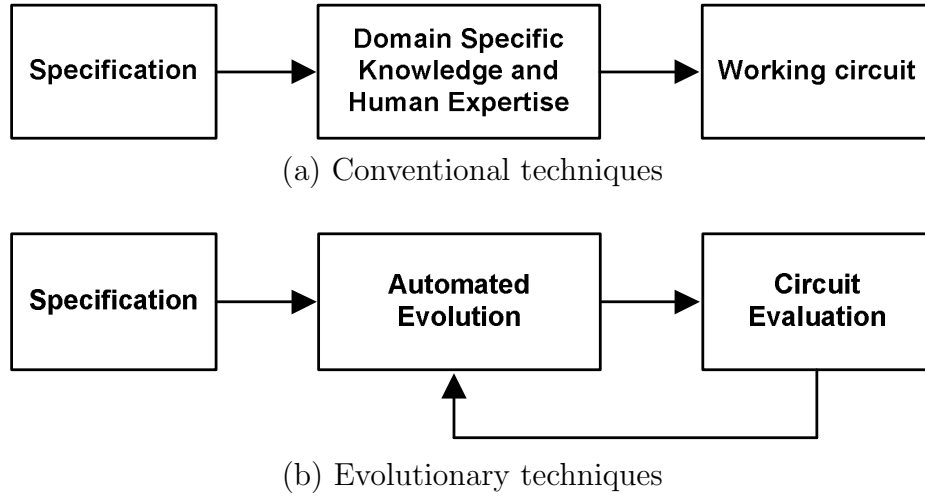 Specification
Domain Specific
Knowledge and
Human Expertise
Working circuit
(a) Conventional techniques
Specification
Automated
Evolution
Circuit
Evaluation
(b) Evolutionary techniques